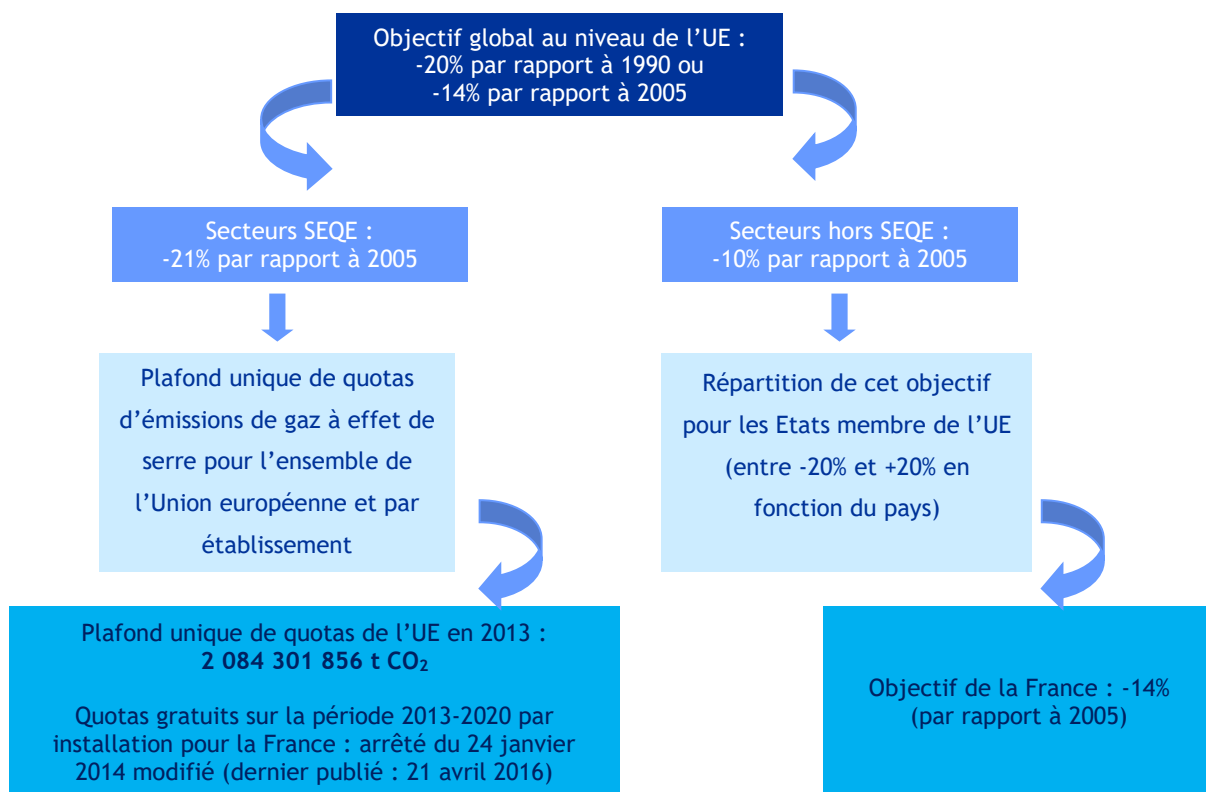 Objectif global au niveau de l’UE :
-20% par rapport à 1990 ou
-14% par rapport à 2005
Secteurs SEQE :
-21% par rapport à 2005
Secteurs hors SEQE :
-10% par rapport à 2005
Plafond unique de quotas
d’émissions de gaz à effet de
serre pour l’ensemble de
l’Union européenne et par
établissement
Répartition de cet objectif
pour les Etats membre de l’UE
(entre -20% et +20% en
fonction du pays)
Plafond unique de quotas de l’UE en 2013 :
2 084 301 856 t CO₂
Quotas gratuits sur la période 2013-2020 par
installation pour la France : arrêté du 24 janvier
2014 modifié (dernier publié : 21 avril 2016)
Objectif de la France : -14%
(par rapport à 2005)